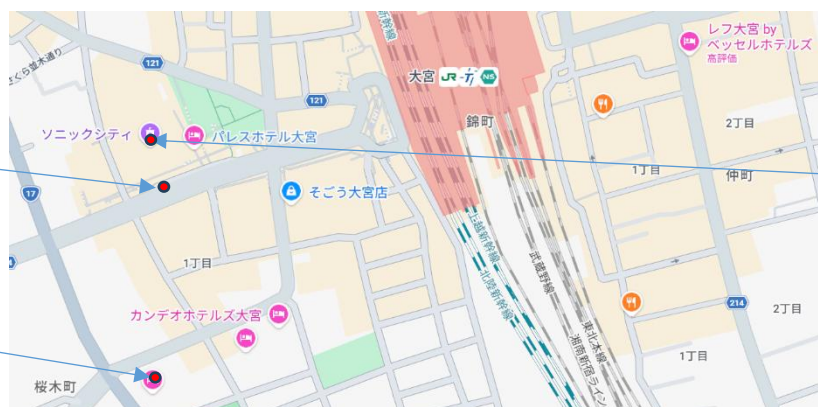 さくら並木通り
121
121
ソニックシティ
パレスホテル大宮
17
そごう大宮店
1丁目
カンデオホテルズ大宮
桜木町
大宮 JR NS
錦町
上越新幹線
北陸新幹線
武蔵野線
東北本線
湘南新宿ライン
レフ大宮 by
ベッセルホテルズ
高評価
2丁目
1丁目
仲町
214
2丁目
1丁目